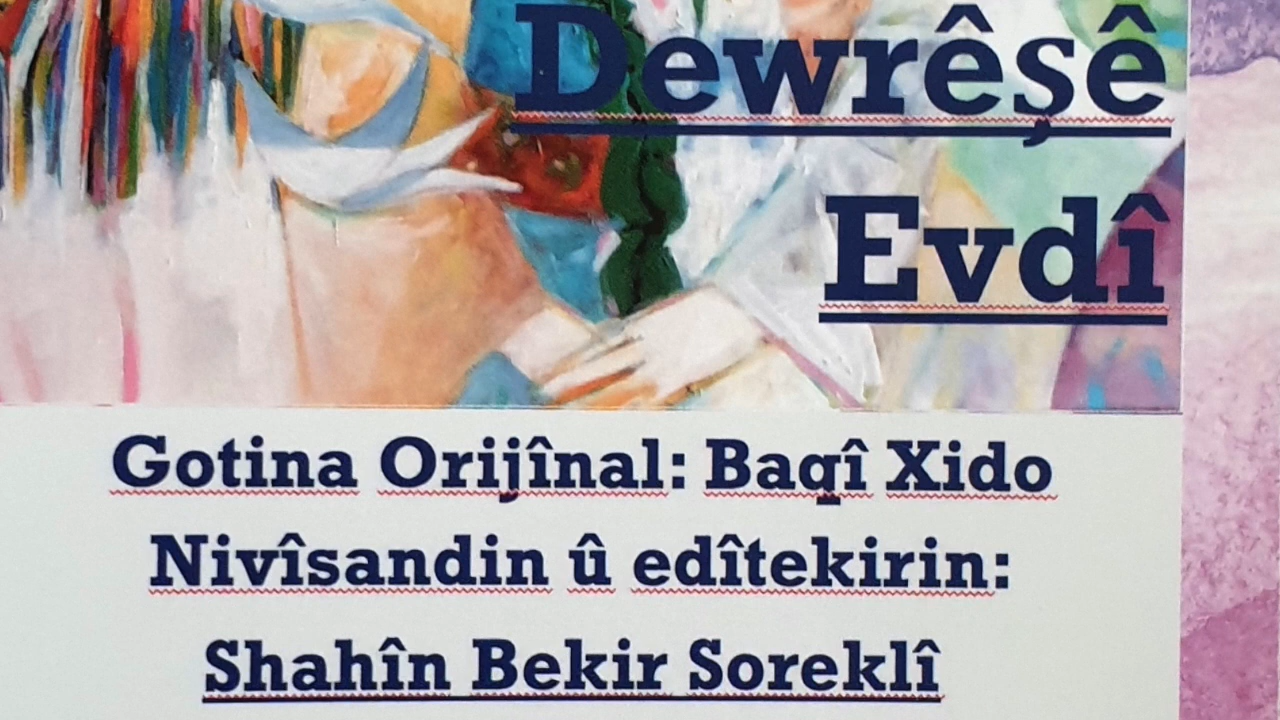 Dewrêşê
Evdî
Gotina Orijînal: Baqî Xido
Nivîsandin û edîtekirin:
Shahîn Bekir Soreklî